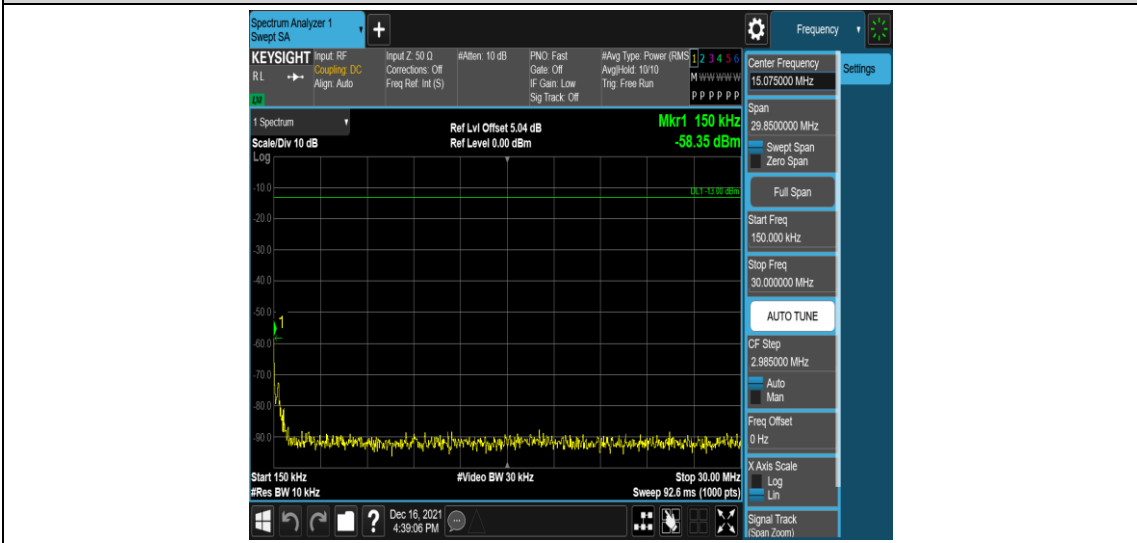 Spectrum Analyzer 1
Swept SA
+
Frequency
KEYSIGHT
RL
LXI
Input: RF
Coupling: DC
Align: Auto
Input Z: 50 Ω
Corrections: Off
Freq Ref: Int (S)
#Atten: 10 dB
PNO: Fast
Gate: Off
IF Gain: Low
Sig Track: Off
#Avg Type: Power (RMS
Avg|Hold: 10/10
Trig: Free Run
1 2 3 4 5 6
M W W W W W
P P P P P P
Center Frequency
15.075000 MHz
Settings
Span
29.8500000 MHz
Swept Span
Zero Span
Full Span
Start Freq
150.000 kHz
Stop Freq
30.000000 MHz
AUTO TUNE
CF Step
2.985000 MHz
Auto
Man
Freq Offset
0 Hz
X Axis Scale
Log
Lin
Signal Track
(Span Zoom)
1 Spectrum
Scale/Div 10 dB
Log
Ref Lvl Offset 5.04 dB
Ref Level 0.00 dBm
Mkr1 150 kHz
-58.35 dBm
DL1 -13.00 dBm
-10.0
-20.0
-30.0
-40.0
-50.0
1
-60.0
-70.0
-80.0
-90.0
Start 150 kHz
#Video BW 30 kHz
Stop 30.00 MHz
#Res BW 10 kHz
Sweep 92.6 ms (1000 pts)
?
Dec 16, 2021
4:39:06 PM